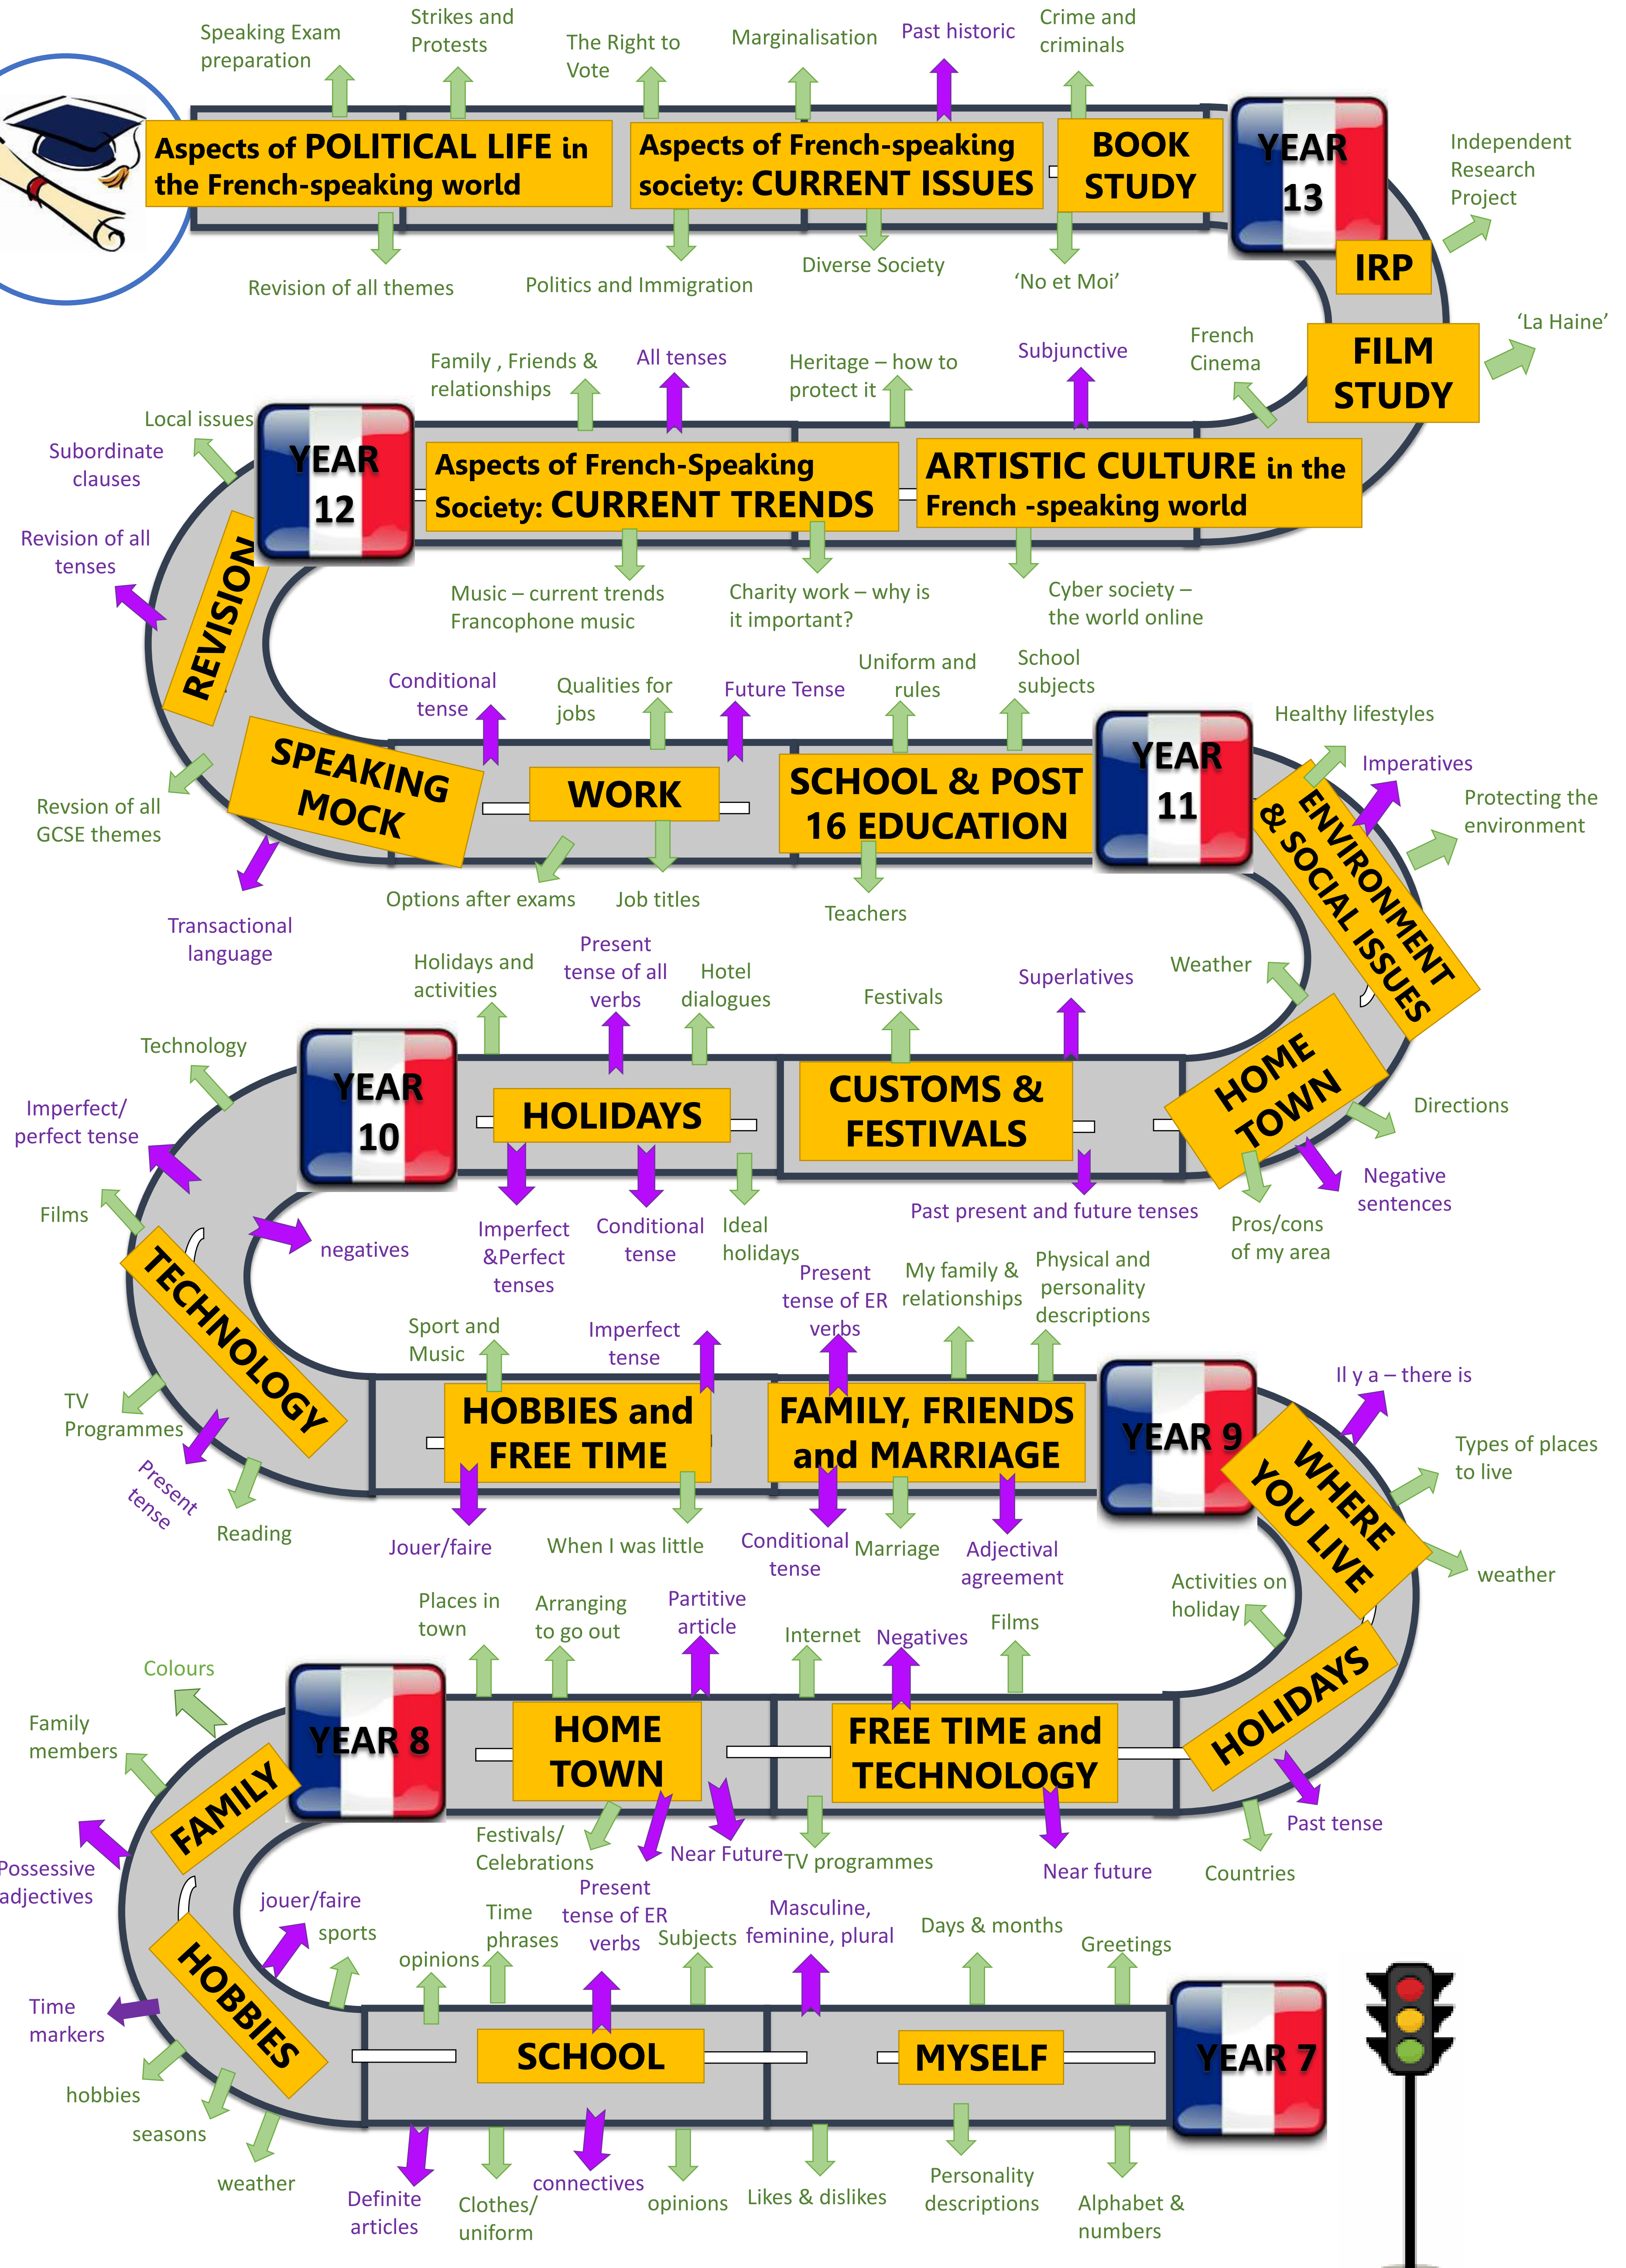 Speaking Exam
preparation
Strikes and
Protests
The Right to
Vote
Marginalisation
Past historic
Crime and
criminals
Aspects of POLITICAL LIFE in
the French-speaking world
Aspects of French-speaking
society: CURRENT ISSUES
BOOK
STUDY
YEAR
13
Independent
Research
Project
IRP
Revision of all themes
Politics and Immigration
Diverse Society
‘No et Moi’
‘La Haine’
FILM
STUDY
French
Cinema
Family , Friends &
relationships
All tenses
Heritage – how to
protect it
Subjunctive
Local issues
Subordinate
clauses
YEAR
12
Aspects of French-Speaking
Society: CURRENT TRENDS
ARTISTIC CULTURE in the
French -speaking world
Revision of all
tenses
REVISION
Music – current trends
Francophone music
Charity work – why is
it important?
Cyber society –
the world online
Conditional
tense
Qualities for
jobs
Future Tense
Uniform and
rules
School
subjects
Healthy lifestyles
Imperatives
Protecting the
environment
SPEAKING
MOCK
WORK
SCHOOL & POST
16 EDUCATION
YEAR
11
ENVIRONMENT
& SOCIAL ISSUES
Revsion of all
GCSE themes
Transactional
language
Options after exams
Job titles
Teachers
Holidays and
activities
Present
tense of all
verbs
Hotel
dialogues
Festivals
Superlatives
Weather
Technology
Imperfect/
perfect tense
YEAR
10
HOLIDAYS
CUSTOMS &
FESTIVALS
HOME
TOWN
Directions
Negative
sentences
Pros/cons
of my area
Films
negatives
Imperfect
&Perfect
tenses
Conditional
tense
Ideal
holidays
Past present and future tenses
TECHNOLOGY
Sport and
Music
Imperfect
tense
Present
tense of ER
verbs
My family &
relationships
Physical and
personality
descriptions
TV
Programmes
Present
tense
Reading
HOBBIES and
FREE TIME
FAMILY, FRIENDS
and MARRIAGE
YEAR 9
Il y a – there is
WHERE
YOU LIVE
Types of places
to live
weather
Jouer/faire
When I was little
Conditional
tense
Marriage
Adjectival
agreement
Places in
town
Arranging
to go out
Partitive
article
Internet
Negatives
Films
Activities on
holiday
Colours
Family
members
YEAR 8
HOME
TOWN
FREE TIME and
TECHNOLOGY
HOLIDAYS
Past tense
Countries
FAMILY
Festivals/
Celebrations
Near Future
TV programmes
Near future
Possessive
adjectives
jouer/faire
sports
opinions
Time
phrases
Present
tense of ER
verbs
Subjects
Masculine,
feminine, plural
Days & months
Greetings
HOBBIES
Time
markers
hobbies
seasons
weather
SCHOOL
MYSELF
YEAR 7
Definite
articles
Clothes/
uniform
connectives
opinions
Likes & dislikes
Personality
descriptions
Alphabet &
numbers